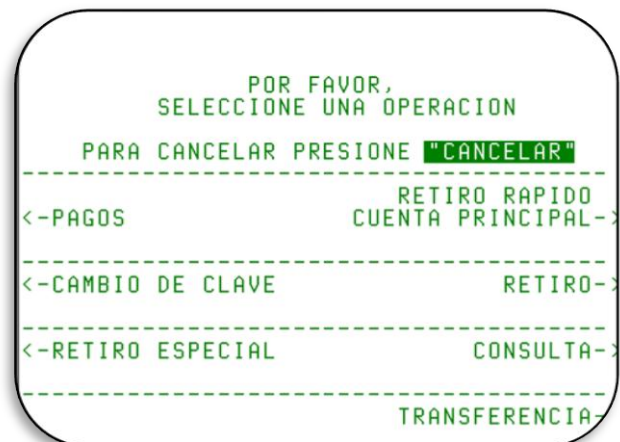 POR FAVOR,
SELECCIONE UNA OPERACION
PARA CANCELAR PRESIONE "CANCELAR"
RETIRO RAPIDO
<-PAGOS CUENTA PRINCIPAL->
<-CAMBIO DE CLAVE RETIRO->
<-RETIRO ESPECIAL CONSULTA->
TRANSFERENCIA-